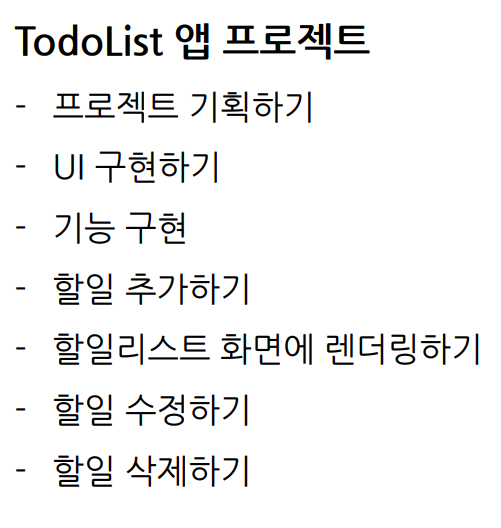 TodoList 앱 프로젝트
- 프로젝트 기획하기
- UI 구현하기
- 기능 구현
- 할일 추가하기
- 할일리스트 화면에 렌더링하기
- 할일 수정하기
- 할일 삭제하기